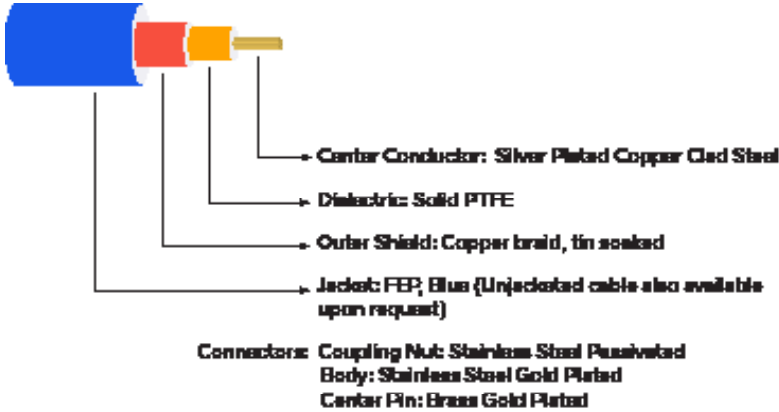 Center Conductor: Silver Plated Copper Clad Steel
Dielectric: Solid PTFE
Outer Shield: Copper braid, tin soaked
Jacket: FEP, Blue (Unjacketed cable also available
upon request)
Connectors: Coupling Nut: Stainless Steel Passivated
Body: Stainless Steel Gold Plated
Center Pin: Brass Gold Plated